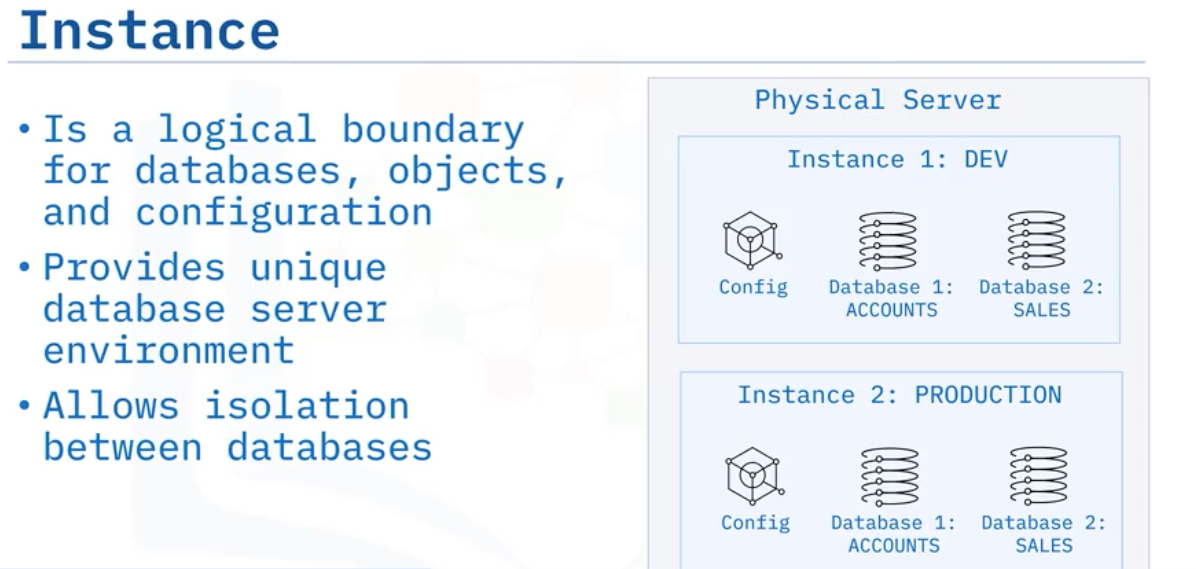 Instance
• Is a logical boundary
for databases, objects,
and configuration
• Provides unique
database server
environment
• Allows isolation
between databases
Physical Server
Instance 1: DEV
Config
Database 1:
ACCOUNTS
Database 2:
SALES
Instance 2: PRODUCTION
Config
Database 1:
ACCOUNTS
Database 2:
SALES